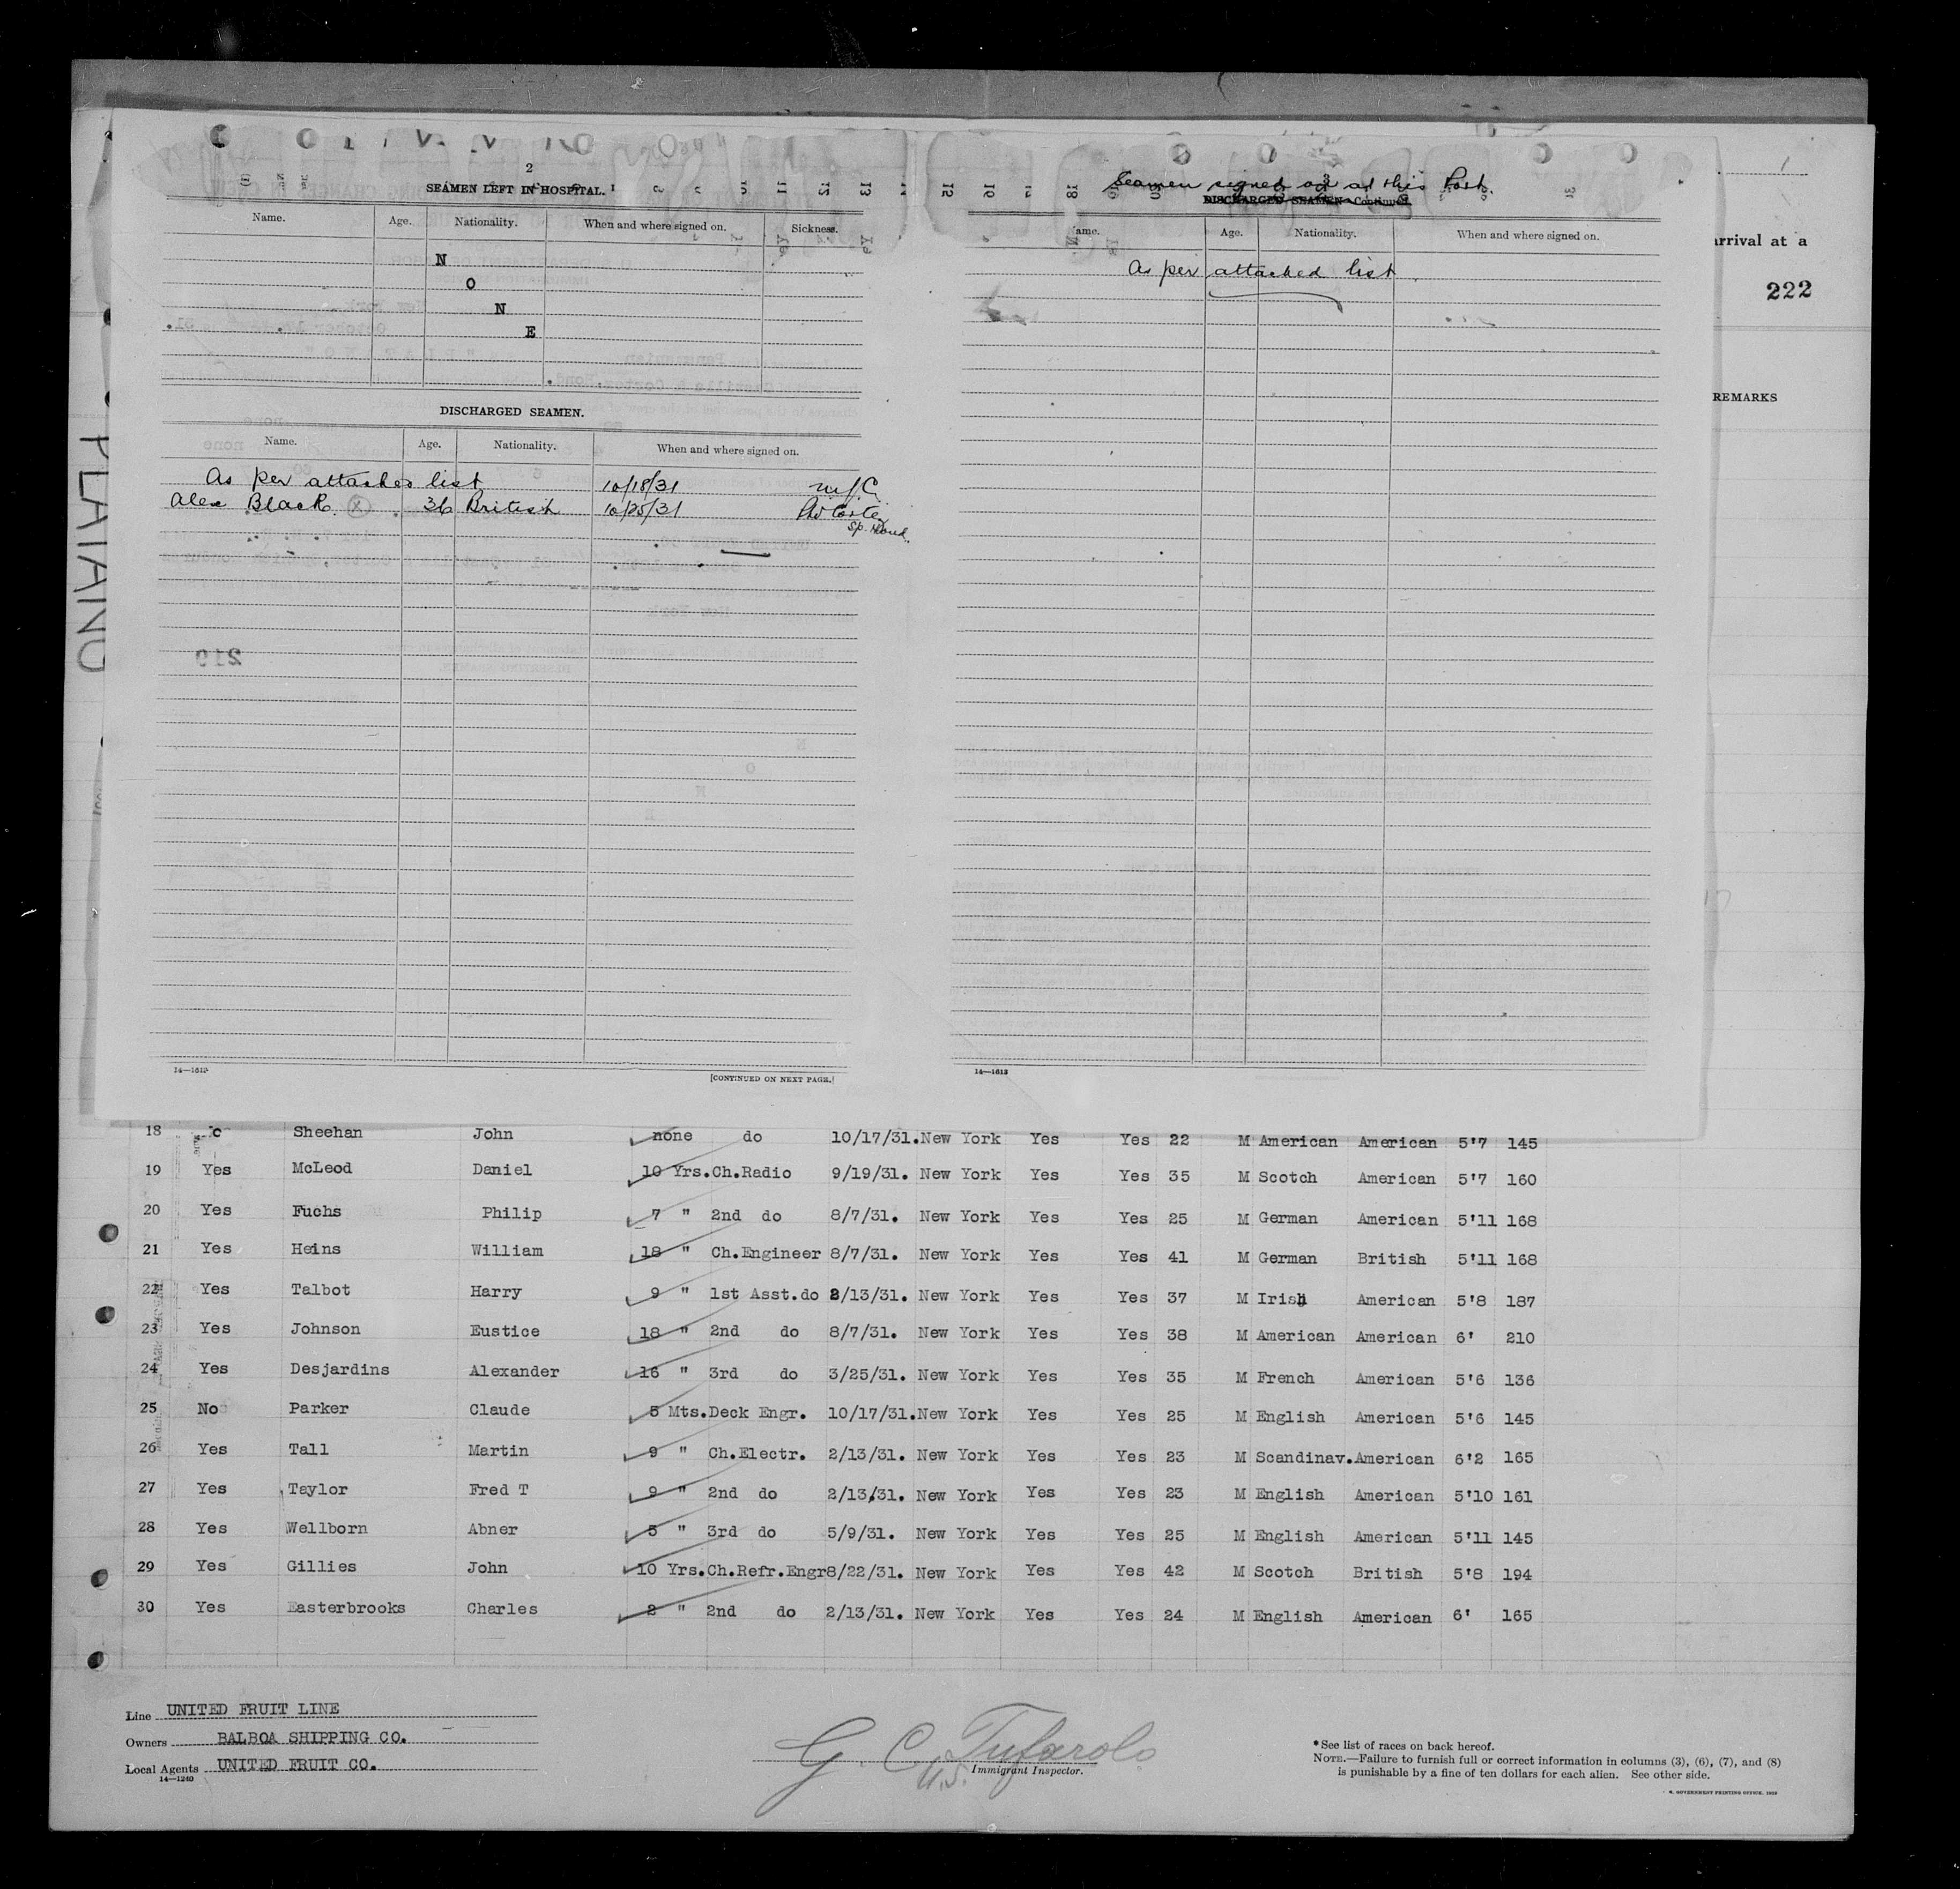 2
SEAMEN LEFT IN HOSPITAL.
Name. Age. Nationality. When and where signed on. Sickness.
N
O
N
E
DISCHARGED SEAMEN.
Name. Age. Nationality. When and where signed on.
As per attached list 10/18/31 N.Y.C.
Alex Black. (X) 36 British 10/25/31 Pto Cortez
Sp. Hond.
14—1613
[CONTINUED ON NEXT PAGE.]
3
Seamen signed on at this Port.
DISCHARGED SEAMEN—Continued
ame. Age. Nationality. When and where signed on.
As per attached list
14—1613
arrival at a
222
REMARKS
PLAIAINO
18 Sheehan John none do 10/17/31. New York Yes Yes 22 M American American 5'7 145
19 Yes McLeod Daniel 10 Yrs. Ch.Radio 9/19/31. New York Yes Yes 35 M Scotch American 5'7 160
20 Yes Fuchs Philip 7 " 2nd do 8/7/31. New York Yes Yes 25 M German American 5'11 168
21 Yes Heins William 18 " Ch.Engineer 8/7/31. New York Yes Yes 41 M German British 5'11 168
22 Yes Talbot Harry 9 " 1st Asst.do 2/13/31. New York Yes Yes 37 M Irish American 5'8 187
23 Yes Johnson Eustice 18 " 2nd do 8/7/31. New York Yes Yes 38 M American American 6' 210
24 Yes Desjardins Alexander 16 " 3rd do 3/25/31. New York Yes Yes 35 M French American 5'6 136
25 No Parker Claude 5 Mts. Deck Engr. 10/17/31. New York Yes Yes 25 M English American 5'6 145
26 Yes Tall Martin 9 " Ch.Electr. 2/13/31. New York Yes Yes 23 M Scandinav. American 6'2 165
27 Yes Taylor Fred T 9 " 2nd do 2/13/31. New York Yes Yes 23 M English American 5'10 161
28 Yes Wellborn Abner 5 " 3rd do 5/9/31. New York Yes Yes 25 M English American 5'11 145
29 Yes Gillies John 10 Yrs. Ch.Refr.Engr 8/22/31. New York Yes Yes 42 M Scotch British 5'8 194
30 Yes Easterbrooks Charles 2 " 2nd do 2/13/31. New York Yes Yes 24 M English American 6' 165
Line UNITED FRUIT LINE
Owners BALBOA SHIPPING CO.
Local Agents UNITED FRUIT CO.
14—1240
G. C. Tufarolo
U.S. Immigrant Inspector.
*See list of races on back hereof.
NOTE.—Failure to furnish full or correct information in columns (3), (6), (7), and (8)
is punishable by a fine of ten dollars for each alien. See other side.
GOVERNMENT PRINTING OFFICE